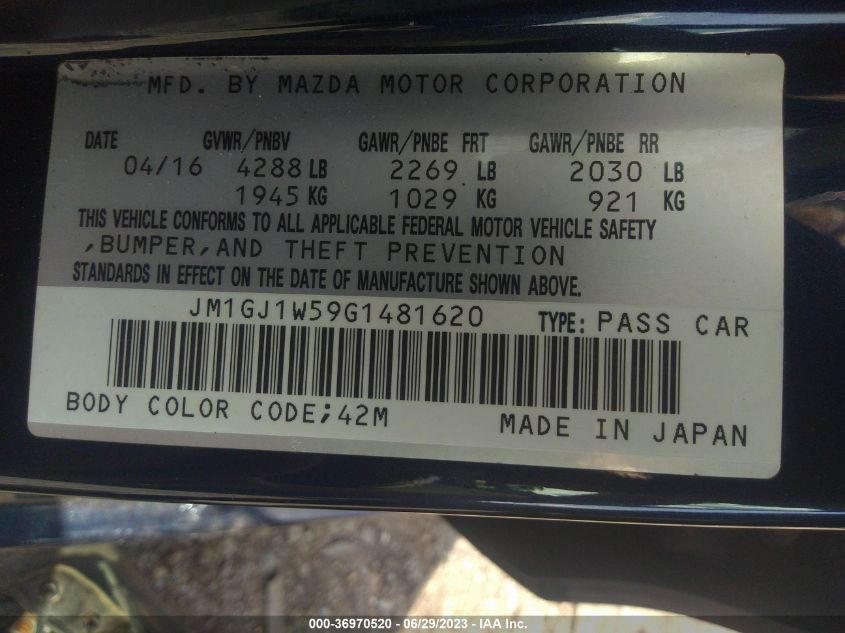 MFD. BY MAZDA MOTOR CORPORATION
DATE GVWR/PNBV GAWR/PNBE FRT GAWR/PNBE RR
04/16 4288 LB 2269 LB 2030 LB
1945 KG 1029 KG 921 KG
THIS VEHICLE CONFORMS TO ALL APPLICABLE FEDERAL MOTOR VEHICLE SAFETY
,BUMPER,AND THEFT PREVENTION
STANDARDS IN EFFECT ON THE DATE OF MANUFACTURE SHOWN ABOVE.
JM1GJ1W59G1481620 TYPE: PASS CAR
BODY COLOR CODE;42M MADE IN JAPAN
000-36970520 - 06/29/2023 - IAA Inc.